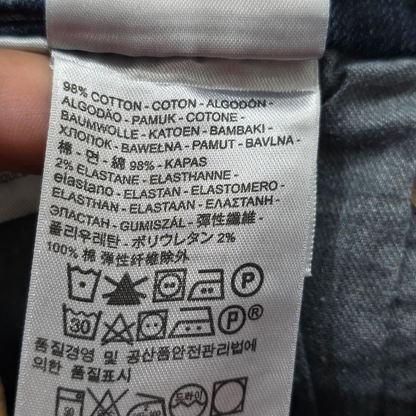 98% COTTON - COTON - ALGODÓN -
ALGODÃO - PAMUK - COTONE -
BAUMWOLLE - KATOEN - BAMBAKI -
ХЛОПОК - BAWEŁNA - PAMUT - BAVLNA -
棉 - 면 - 綿 98% - KAPAS
2% ELASTANE - ELASTHANNE -
elastano - ELASTAN - ELASTOMERO -
ELASTHAN - ELASTAAN - ΕΛΑΣΤΑΝΗ -
ЭЛАСТАН - GUMISZÁL - 彈性纖維 -
폴리우레탄 - ポリウレタン 2%
100% 棉 弹性纤维除外
P
30 P ®
품질경영 및 공산품안전관리법에
의한 품질표시
드라이